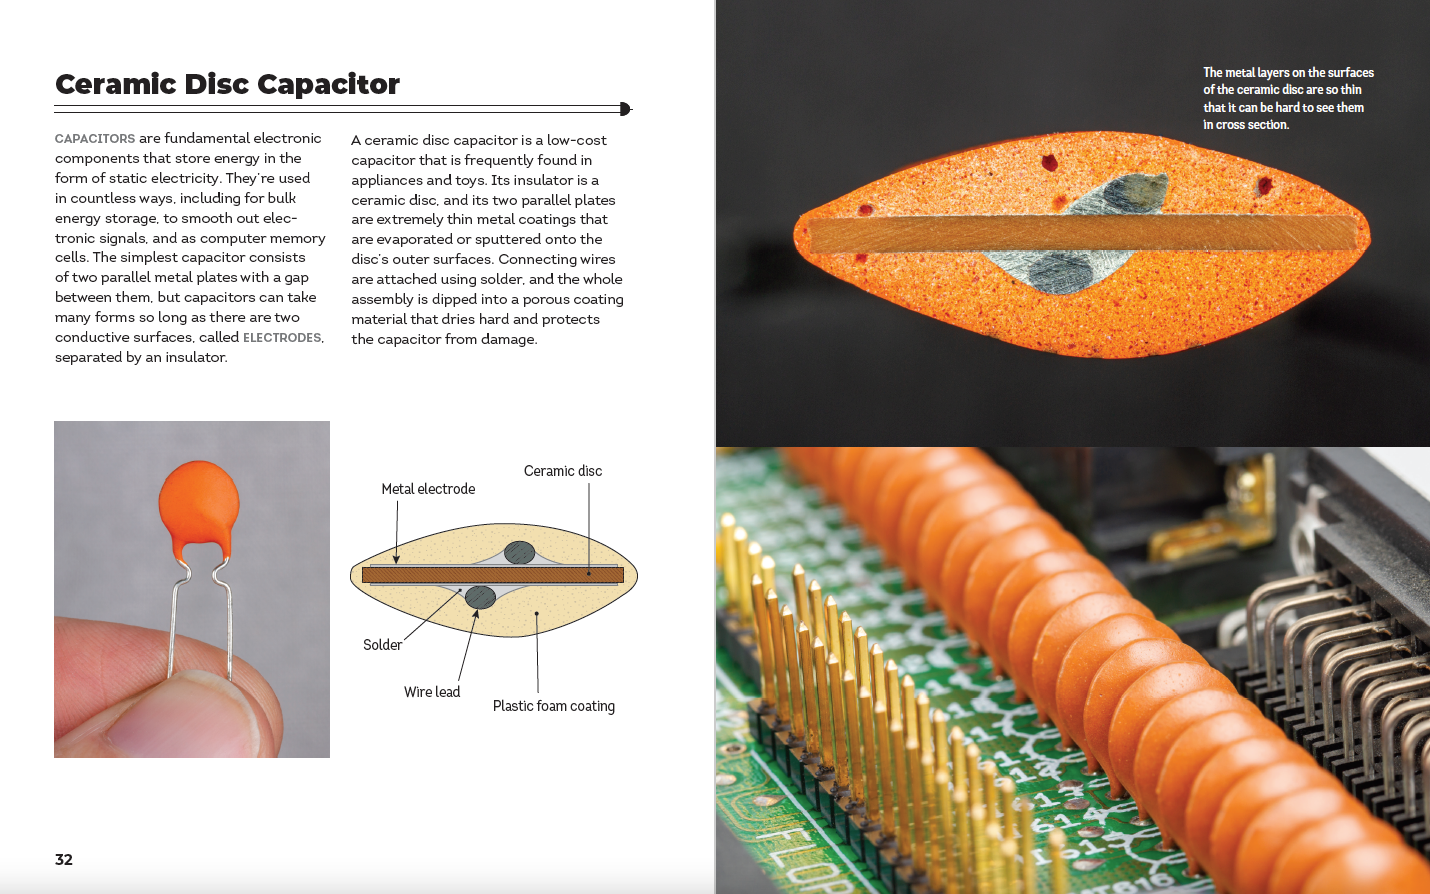 Ceramic Disc Capacitor
CAPACITORS are fundamental electronic
components that store energy in the
form of static electricity. They're used
in countless ways, including for bulk
energy storage, to smooth out elec-
tronic signals, and as computer memory
cells. The simplest capacitor consists
of two parallel metal plates with a gap
between them, but capacitors can take
many forms so long as there are two
conductive surfaces, called ELECTRODES,
separated by an insulator.
A ceramic disc capacitor is a low-cost
capacitor that is frequently found in
appliances and toys. Its insulator is a
ceramic disc, and its two parallel plates
are extremely thin metal coatings that
are evaporated or sputtered onto the
disc's outer surfaces. Connecting wires
are attached using solder, and the whole
assembly is dipped into a porous coating
material that dries hard and protects
the capacitor from damage.
Ceramic disc
Metal electrode
Solder
Wire lead
Plastic foam coating
32
The metal layers on the surfaces
of the ceramic disc are so thin
that it can be hard to see them
in cross section.